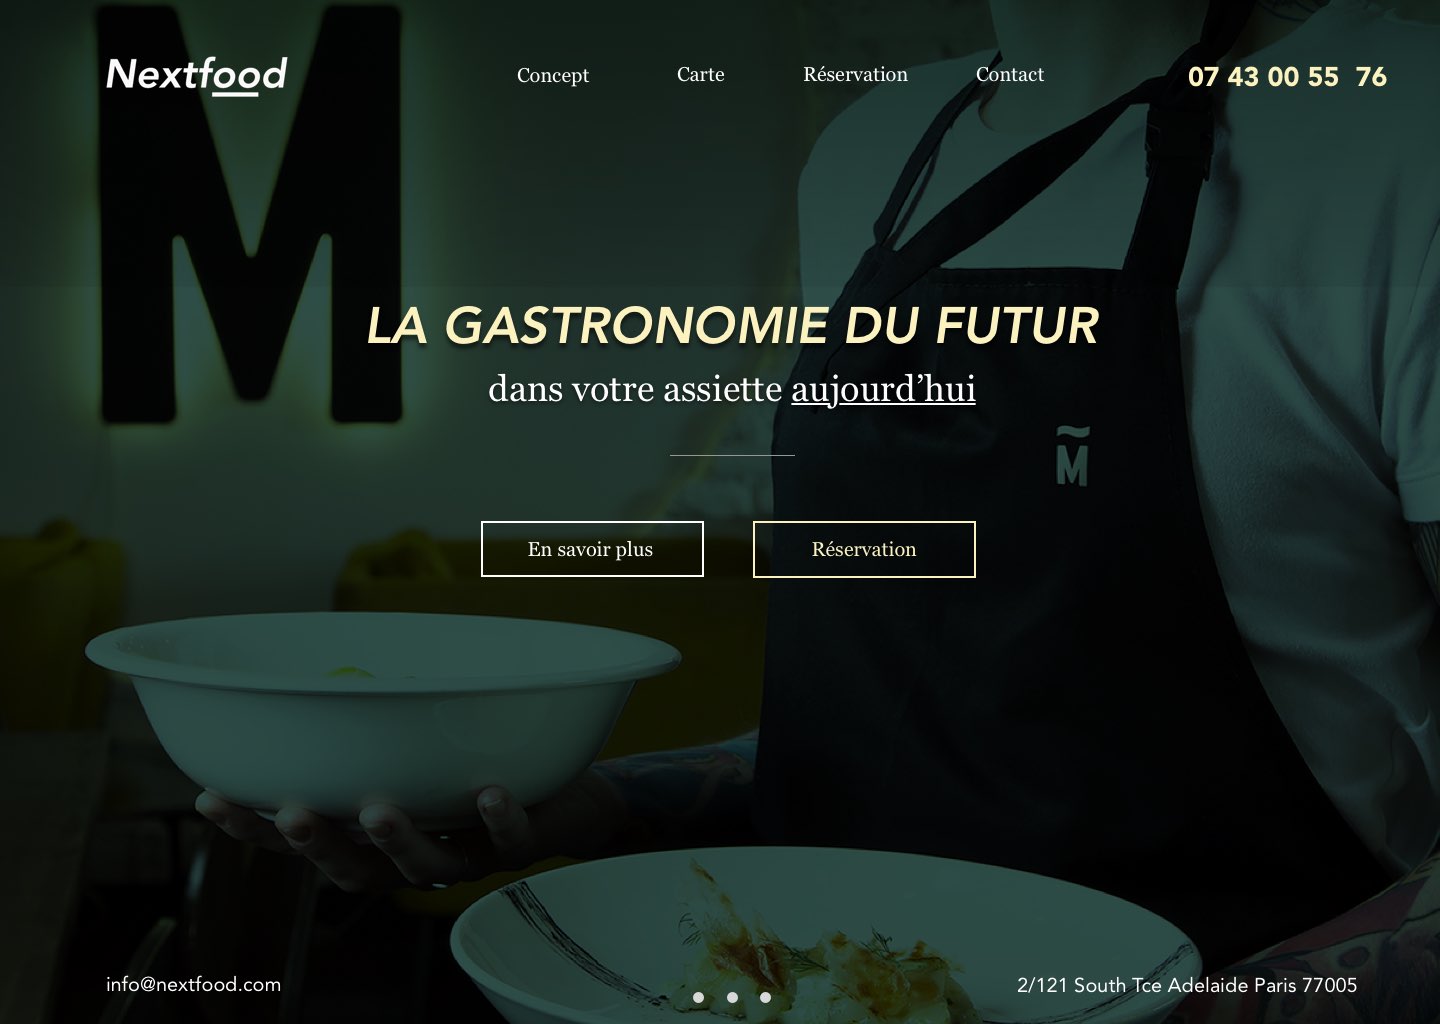 M
Nextfood
Concept
Carte
Réservation
Contact
07 43 00 55  76
LA GASTRONOMIE DU FUTUR
dans votre assiette aujourd’hui
M̃
En savoir plus
Réservation
info@nextfood.com
2/121 South Tce Adelaide Paris 77005